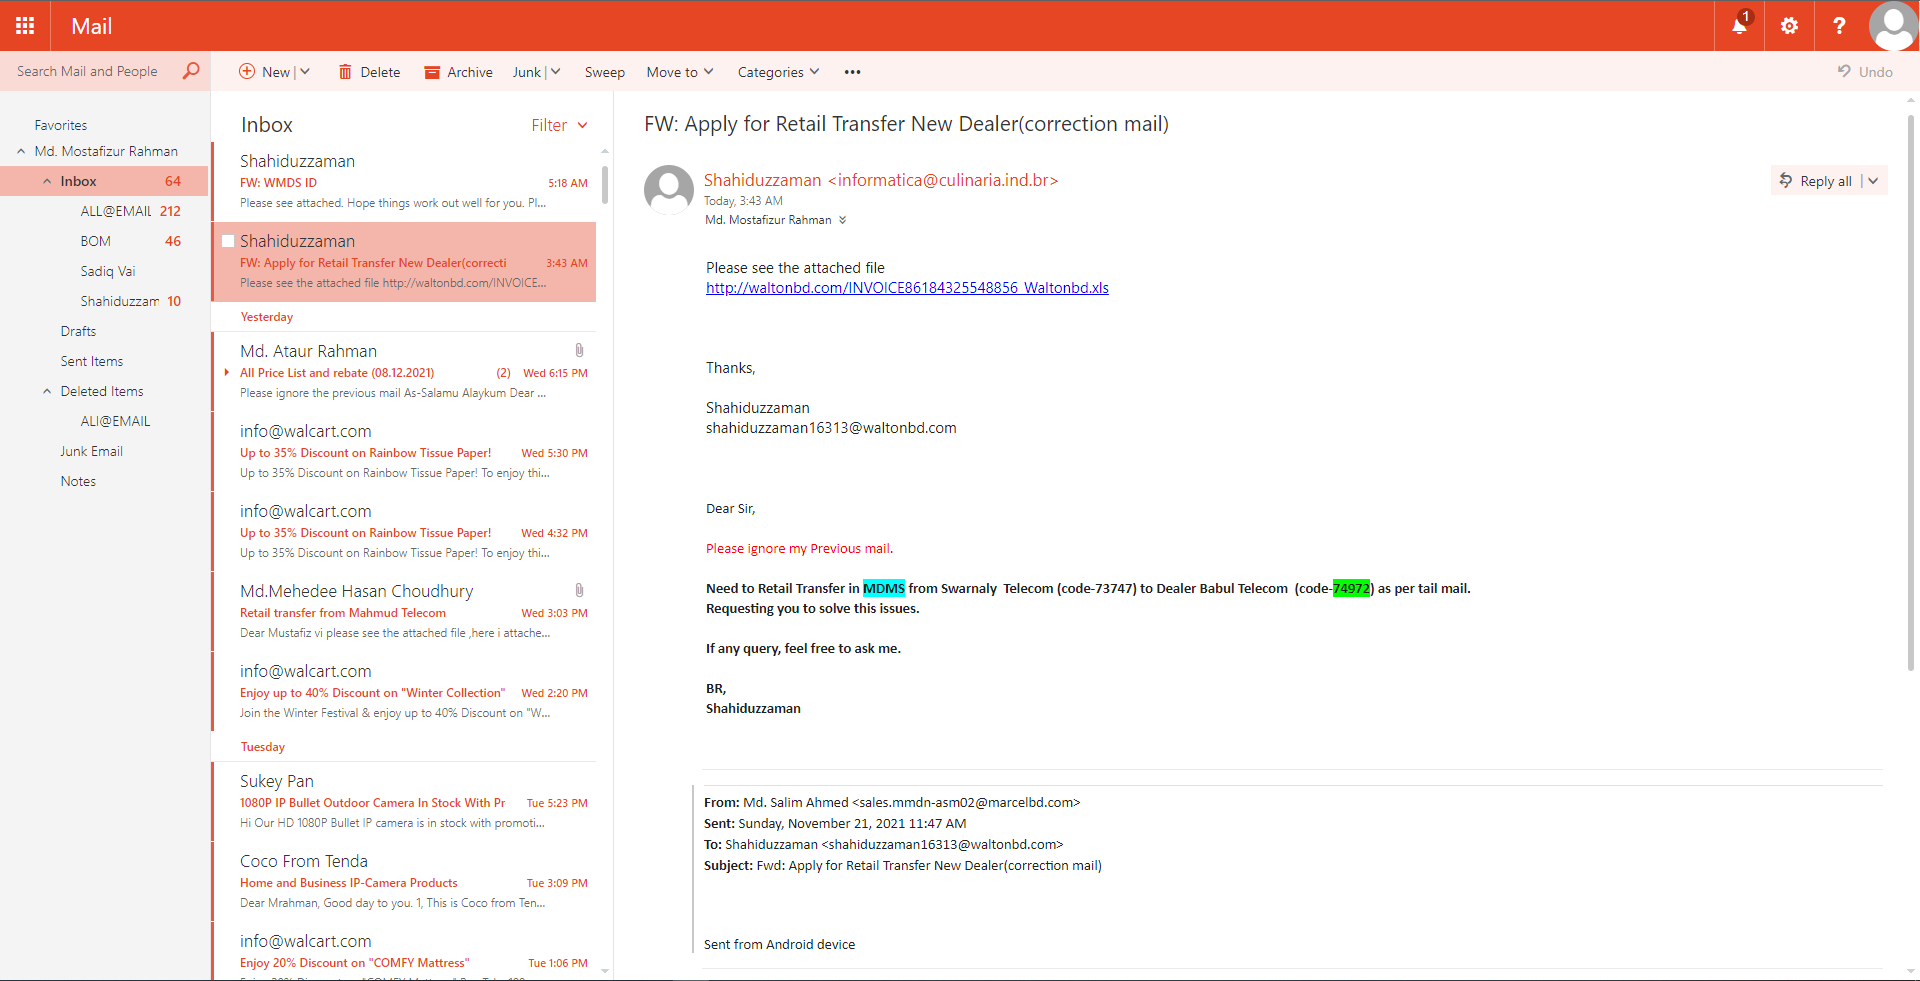 Mail
1
Search Mail and People
New
Delete
Archive
Junk
Sweep
Move to
Categories
Undo
Favorites
Md. Mostafizur Rahman
Inbox 64
ALL@EMAIL 212
BOM 46
Sadiq Vai
Shahiduzzam 10
Drafts
Sent Items
Deleted Items
ALl@EMAIL
Junk Email
Notes
Inbox
Filter
Shahiduzzaman
FW: WMDS ID 5:18 AM
Please see attached. Hope things work out well for you. Pl...
Shahiduzzaman
FW: Apply for Retail Transfer New Dealer(correcti 3:43 AM
Please see the attached file http://waltonbd.com/INVOICE...
Yesterday
Md. Ataur Rahman
All Price List and rebate (08.12.2021) (2) Wed 6:15 PM
Please ignore the previous mail As-Salamu Alaykum Dear ...
info@walcart.com
Up to 35% Discount on Rainbow Tissue Paper! Wed 5:30 PM
Up to 35% Discount on Rainbow Tissue Paper! To enjoy thi...
info@walcart.com
Up to 35% Discount on Rainbow Tissue Paper! Wed 4:32 PM
Up to 35% Discount on Rainbow Tissue Paper! To enjoy thi...
Md.Mehedee Hasan Choudhury
Retail transfer from Mahmud Telecom Wed 3:03 PM
Dear Mustafiz vi please see the attached file ,here i attache...
info@walcart.com
Enjoy up to 40% Discount on "Winter Collection" Wed 2:20 PM
Join the Winter Festival & enjoy up to 40% Discount on "W...
Tuesday
Sukey Pan
1080P IP Bullet Outdoor Camera In Stock With Pr Tue 5:23 PM
Hi Our HD 1080P Bullet IP camera is in stock with promoti...
Coco From Tenda
Home and Business IP-Camera Products Tue 3:09 PM
Dear Mrahman, Good day to you. 1, This is Coco from Ten...
info@walcart.com
Enjoy 20% Discount on "COMFY Mattress" Tue 1:06 PM
FW: Apply for Retail Transfer New Dealer(correction mail)
Shahiduzzaman <informatica@culinaria.ind.br>
Reply all
Today, 3:43 AM
Md. Mostafizur Rahman
Please see the attached file
http://waltonbd.com/INVOICE86184325548856_Waltonbd.xls
Thanks,
Shahiduzzaman
shahiduzzaman16313@waltonbd.com
Dear Sir,
Please ignore my Previous mail.
Need to Retail Transfer in MDMS from Swarnaly  Telecom (code-73747) to Dealer Babul Telecom  (code-74972) as per tail mail.
Requesting you to solve this issues.
If any query, feel free to ask me.
BR,
Shahiduzzaman
From: Md. Salim Ahmed <sales.mmdn-asm02@marcelbd.com>
Sent: Sunday, November 21, 2021 11:47 AM
To: Shahiduzzaman <shahiduzzaman16313@waltonbd.com>
Subject: Fwd: Apply for Retail Transfer New Dealer(correction mail)
Sent from Android device